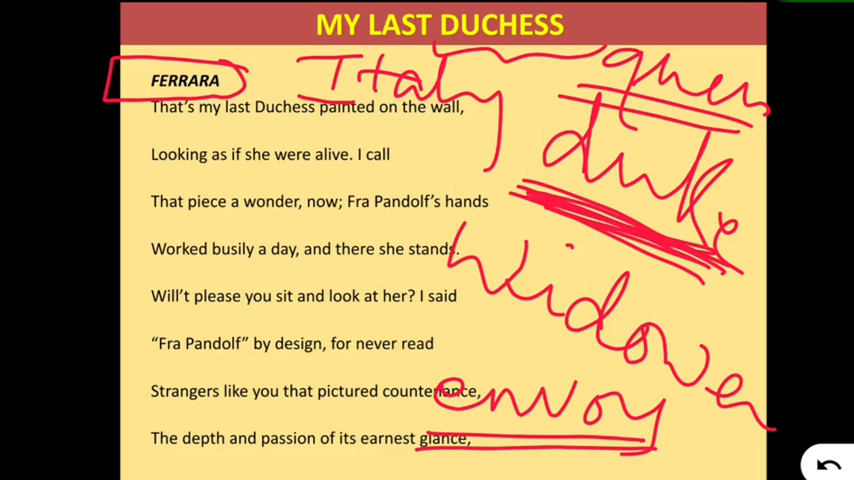 MY LAST DUCHESS
FERRARA
Italy
That's my last Duchess painted on the wall,
duke
Looking as if she were alive. I call
That piece a wonder, now; Fra Pandolf's hands
Worked busily a day, and there she stands.
Widower
Will't please you sit and look at her? I said
"Fra Pandolf" by design, for never read
Strangers like you that pictured countenance,
envoy
The depth and passion of its earnest glance,